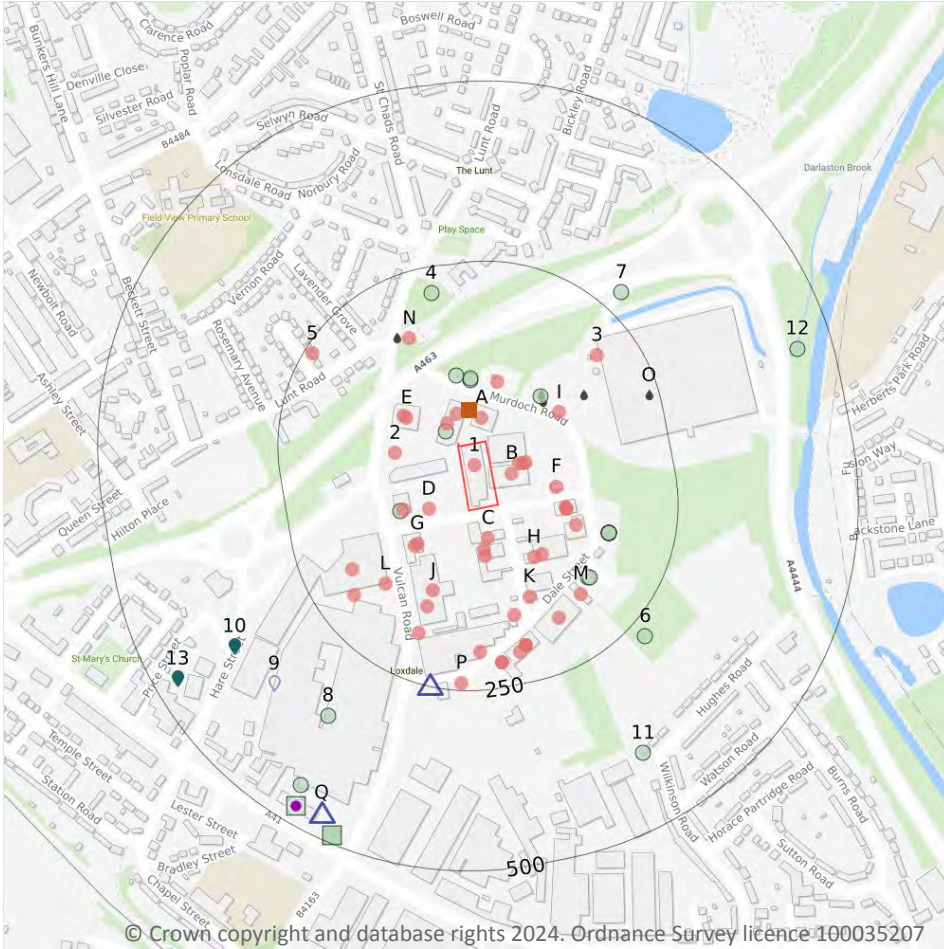 Boswell Road
Clarence Road
Bunkers Hill Lane
Denville Close
Poplar Road
Silvester Road
St Chads Road
Lunt Road
Bickley Road
Selwyn Road
B4484
Lonsdale Road
Norbury Road
The Lunt
Darlaston Brook
Field View Primary School
Play Space
Newbolt Road
Beckett Street
Vernon Road
Lavender Grove
4
7
Rosemary Avenue
N
12
5
3
A463
Ashley Street
Lunt Road
O
Herberts Park Road
E
A
I
Murdoch Road
2
1
B
F
Queen Street
Hilton Place
D
C
Backstone Lane
G
H
A4444
L
J
K
M
Dale Street
Vulcan Road
10
6
St Mary's Church
13
Price Street
Hare Street
9
Loxdale
P
250
Hughes Road
8
11
Temple Street
Station Road
Watson Road
Wilkinson Road
Burns Road
Horace Partridge Road
Q
Lester Street
A41
Bradley Street
Sutton Road
500
Chapel Street
B4163
© Crown copyright and database rights 2024. Ordnance Survey licence 100035207